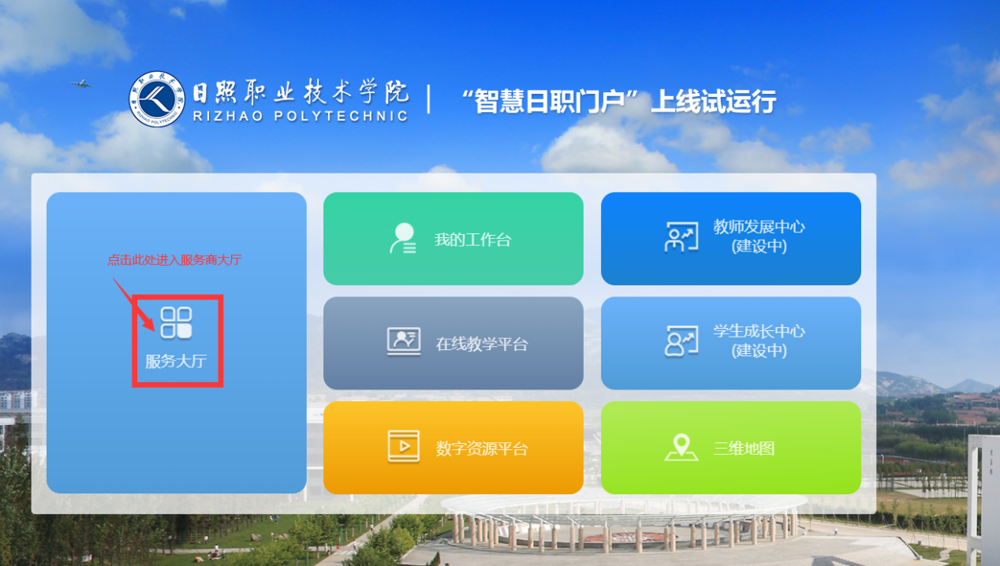 日照职业技术学院
RIZHAO POLYTECHNIC
“智慧日职门户”上线试运行
点击此处进入服务商大厅
服务大厅
我的工作台
教师发展中心
(建设中)
在线教学平台
学生成长中心
(建设中)
数字资源平台
三维地图